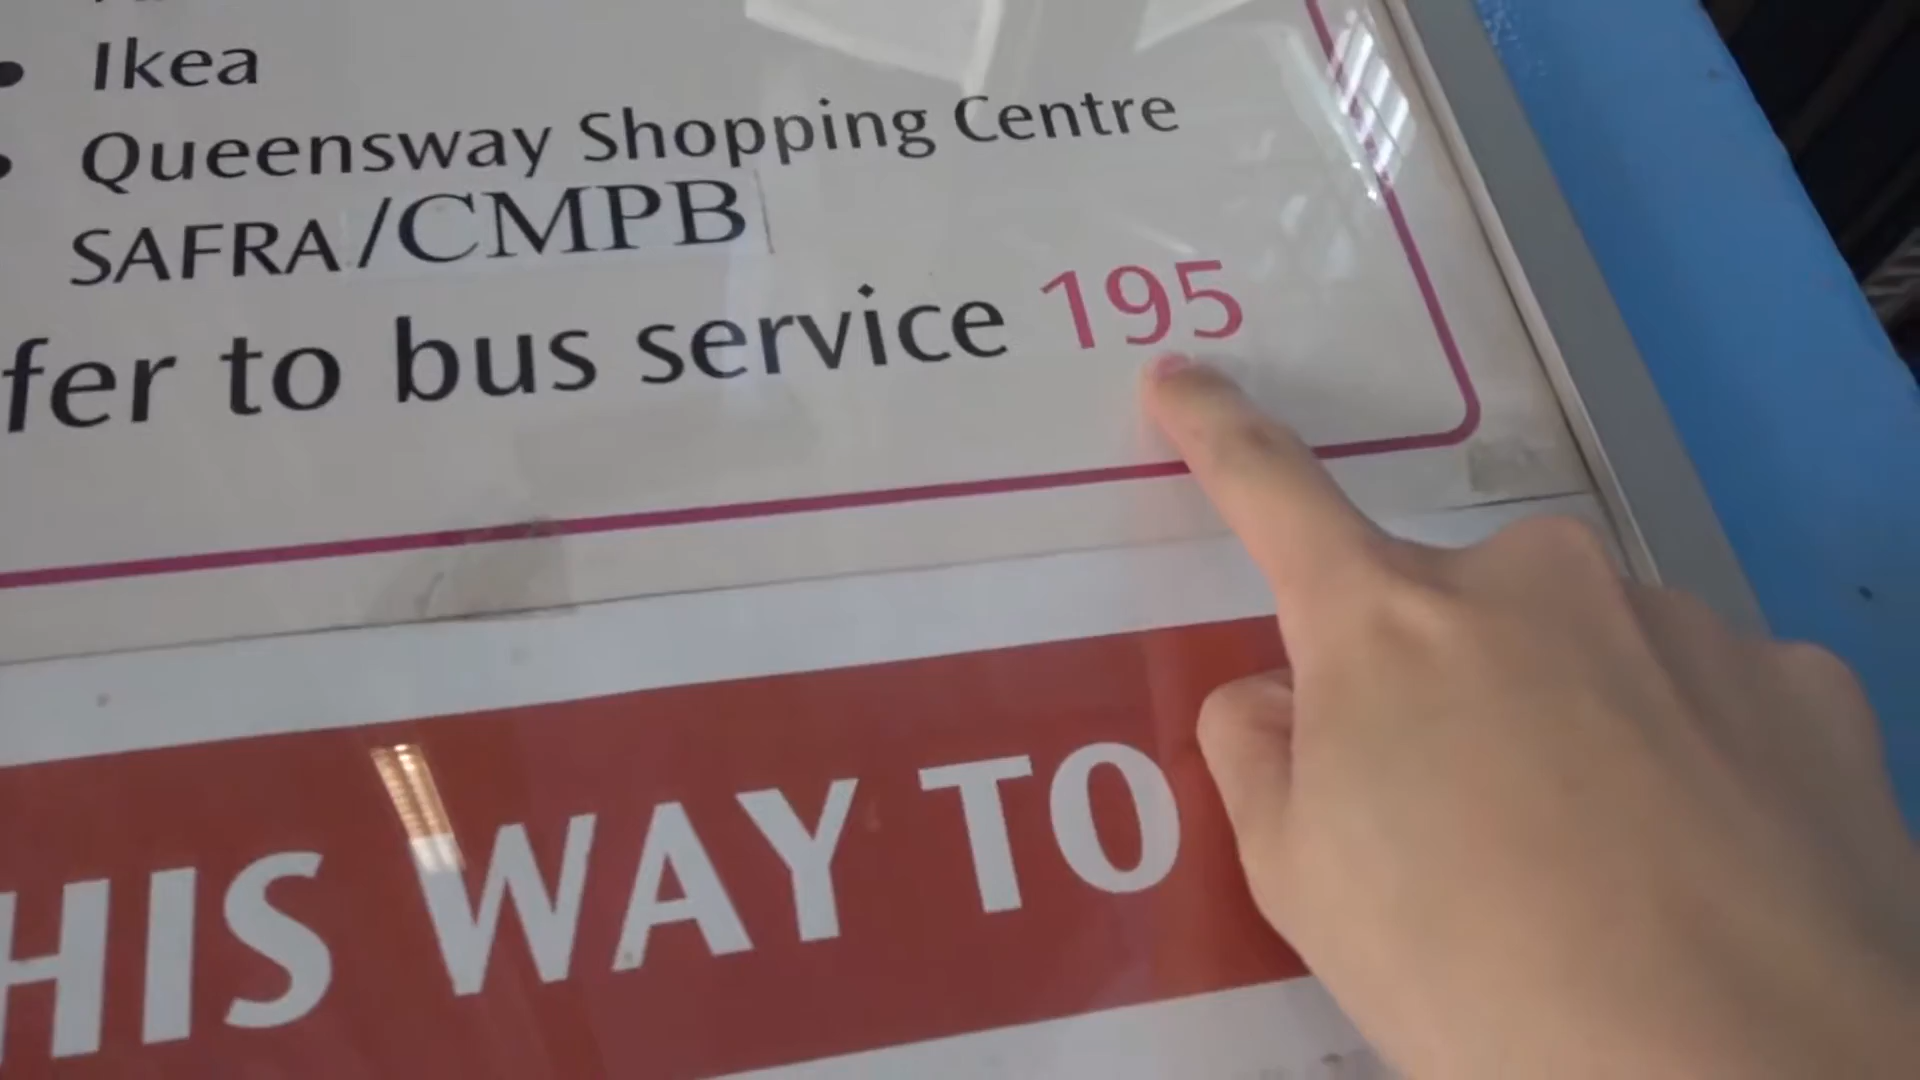 Ikea
Queensway Shopping Centre
SAFRA/CMPB
fer to bus service 195
HIS WAY TO